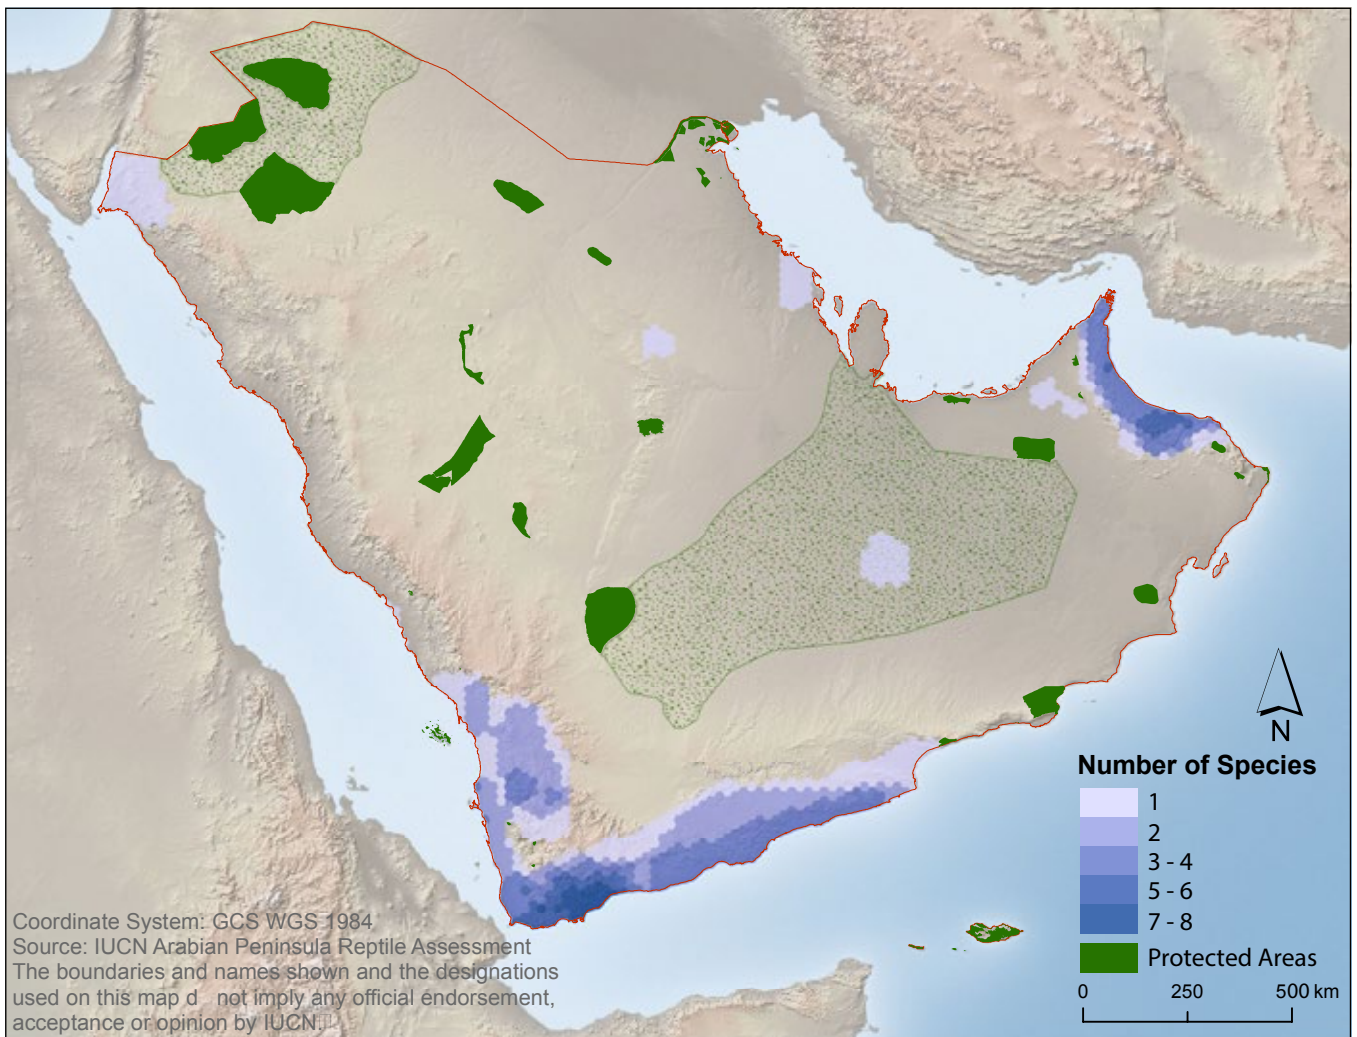 N
Number of Species
1
2
3 - 4
5 - 6
7 - 8
Protected Areas
0 250 500 km
Coordinate System: GCS WGS 1984
Source: IUCN Arabian Peninsula Reptile Assessment
The boundaries and names shown and the designations
used on this map d not imply any official endorsement,
acceptance or opinion by IUCN.